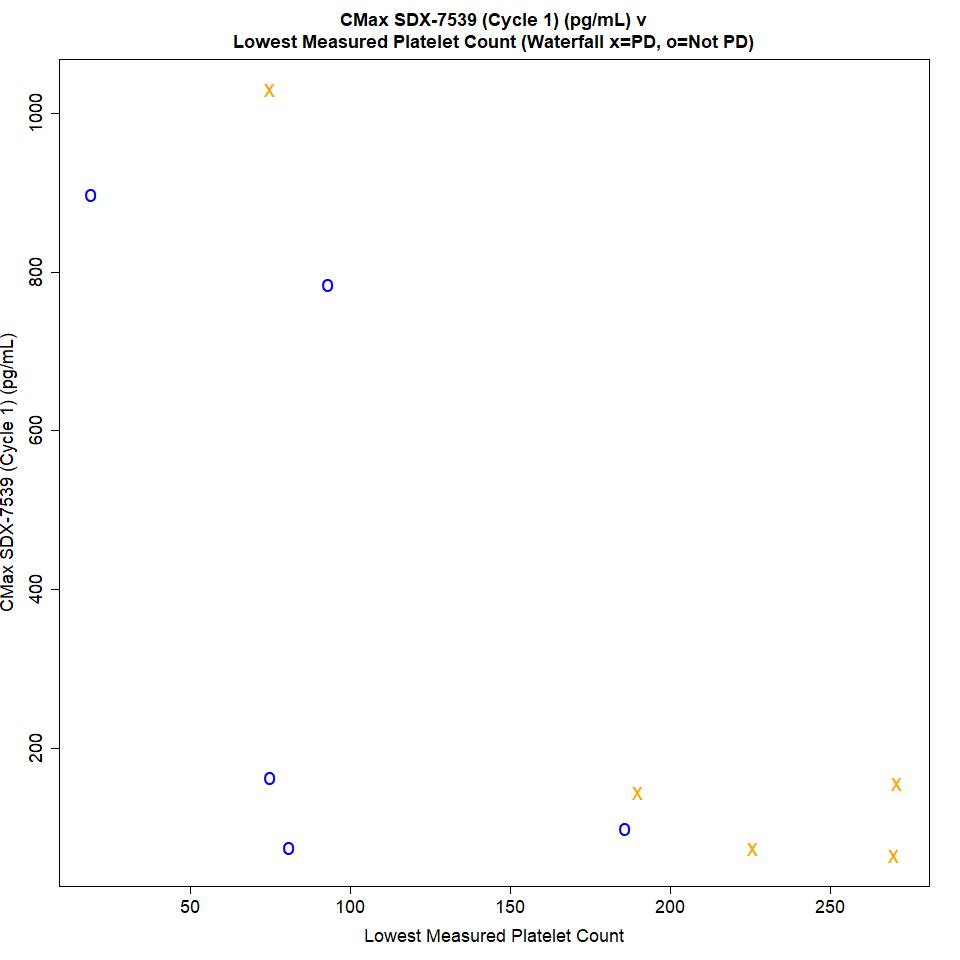 CMax SDX-7539 (Cycle 1) (pg/mL) v
Lowest Measured Platelet Count (Waterfall x=PD, o=Not PD)
CMax SDX-7539 (Cycle 1) (pg/mL)
1000
800
600
400
200
X
O
O
O
X
X
O
O
X
X
50
100
150
200
250
Lowest Measured Platelet Count